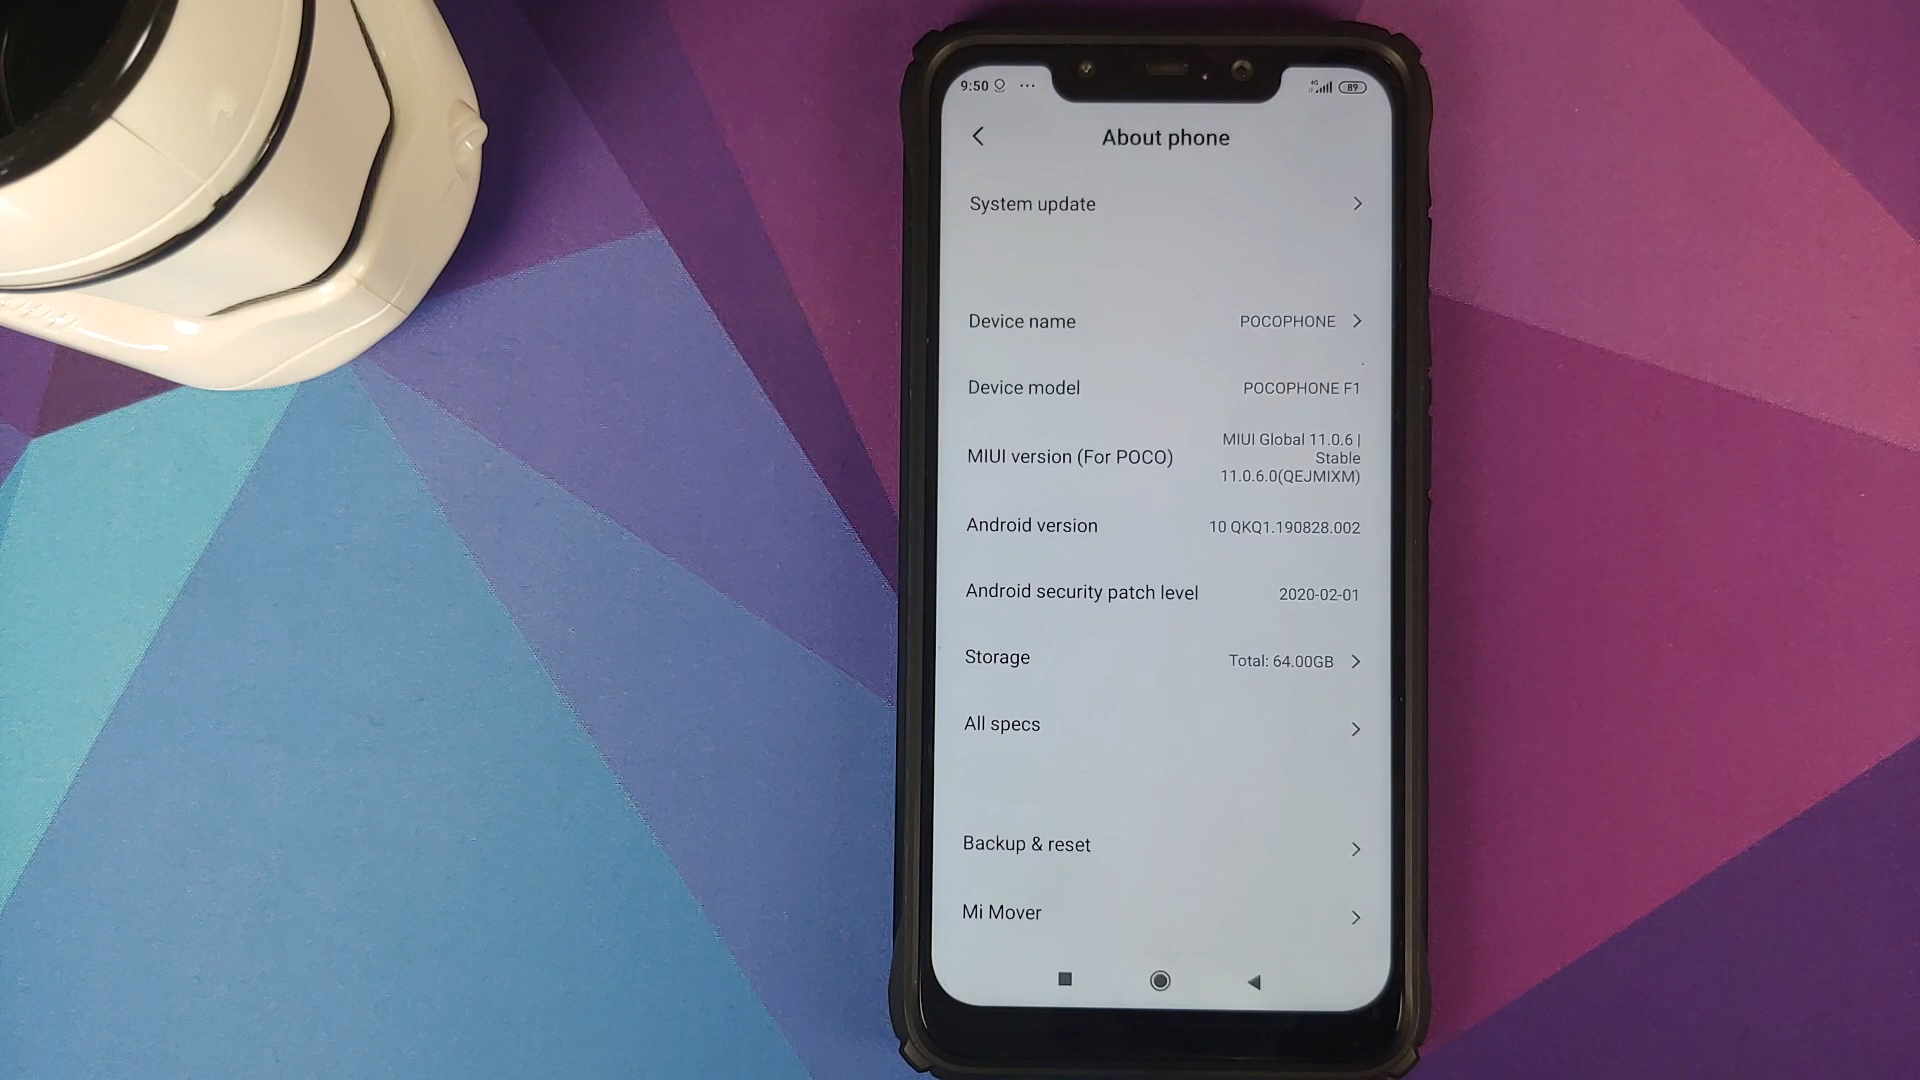 9:50 ... 4G 89
About phone
System update
Device name POCOPHONE
Device model POCOPHONE F1
MIUI version (For POCO) MIUI Global 11.0.6 |
Stable
11.0.6.0(QEJMIXM)
Android version 10 QKQ1.190828.002
Android security patch level 2020-02-01
Storage Total: 64.00GB
All specs
Backup & reset
Mi Mover